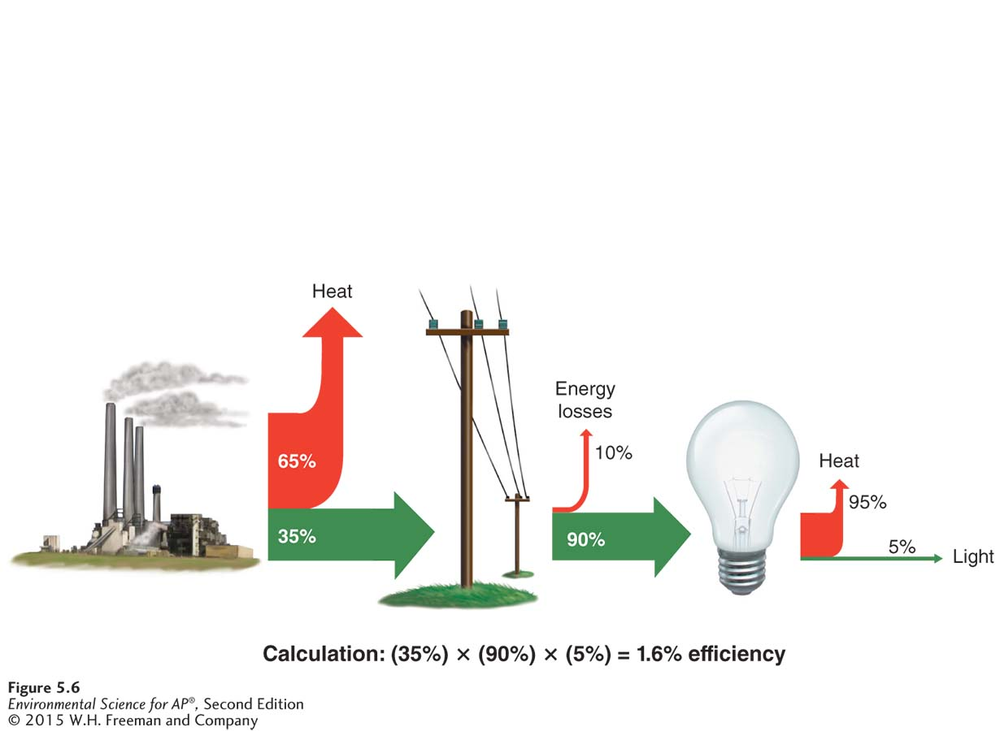 Heat
65%
35%
Energy
losses
10%
90%
Heat
95%
5%
Light
Calculation: (35%) × (90%) × (5%) = 1.6% efficiency
Figure 5.6
Environmental Science for AP®, Second Edition
© 2015 W.H. Freeman and Company